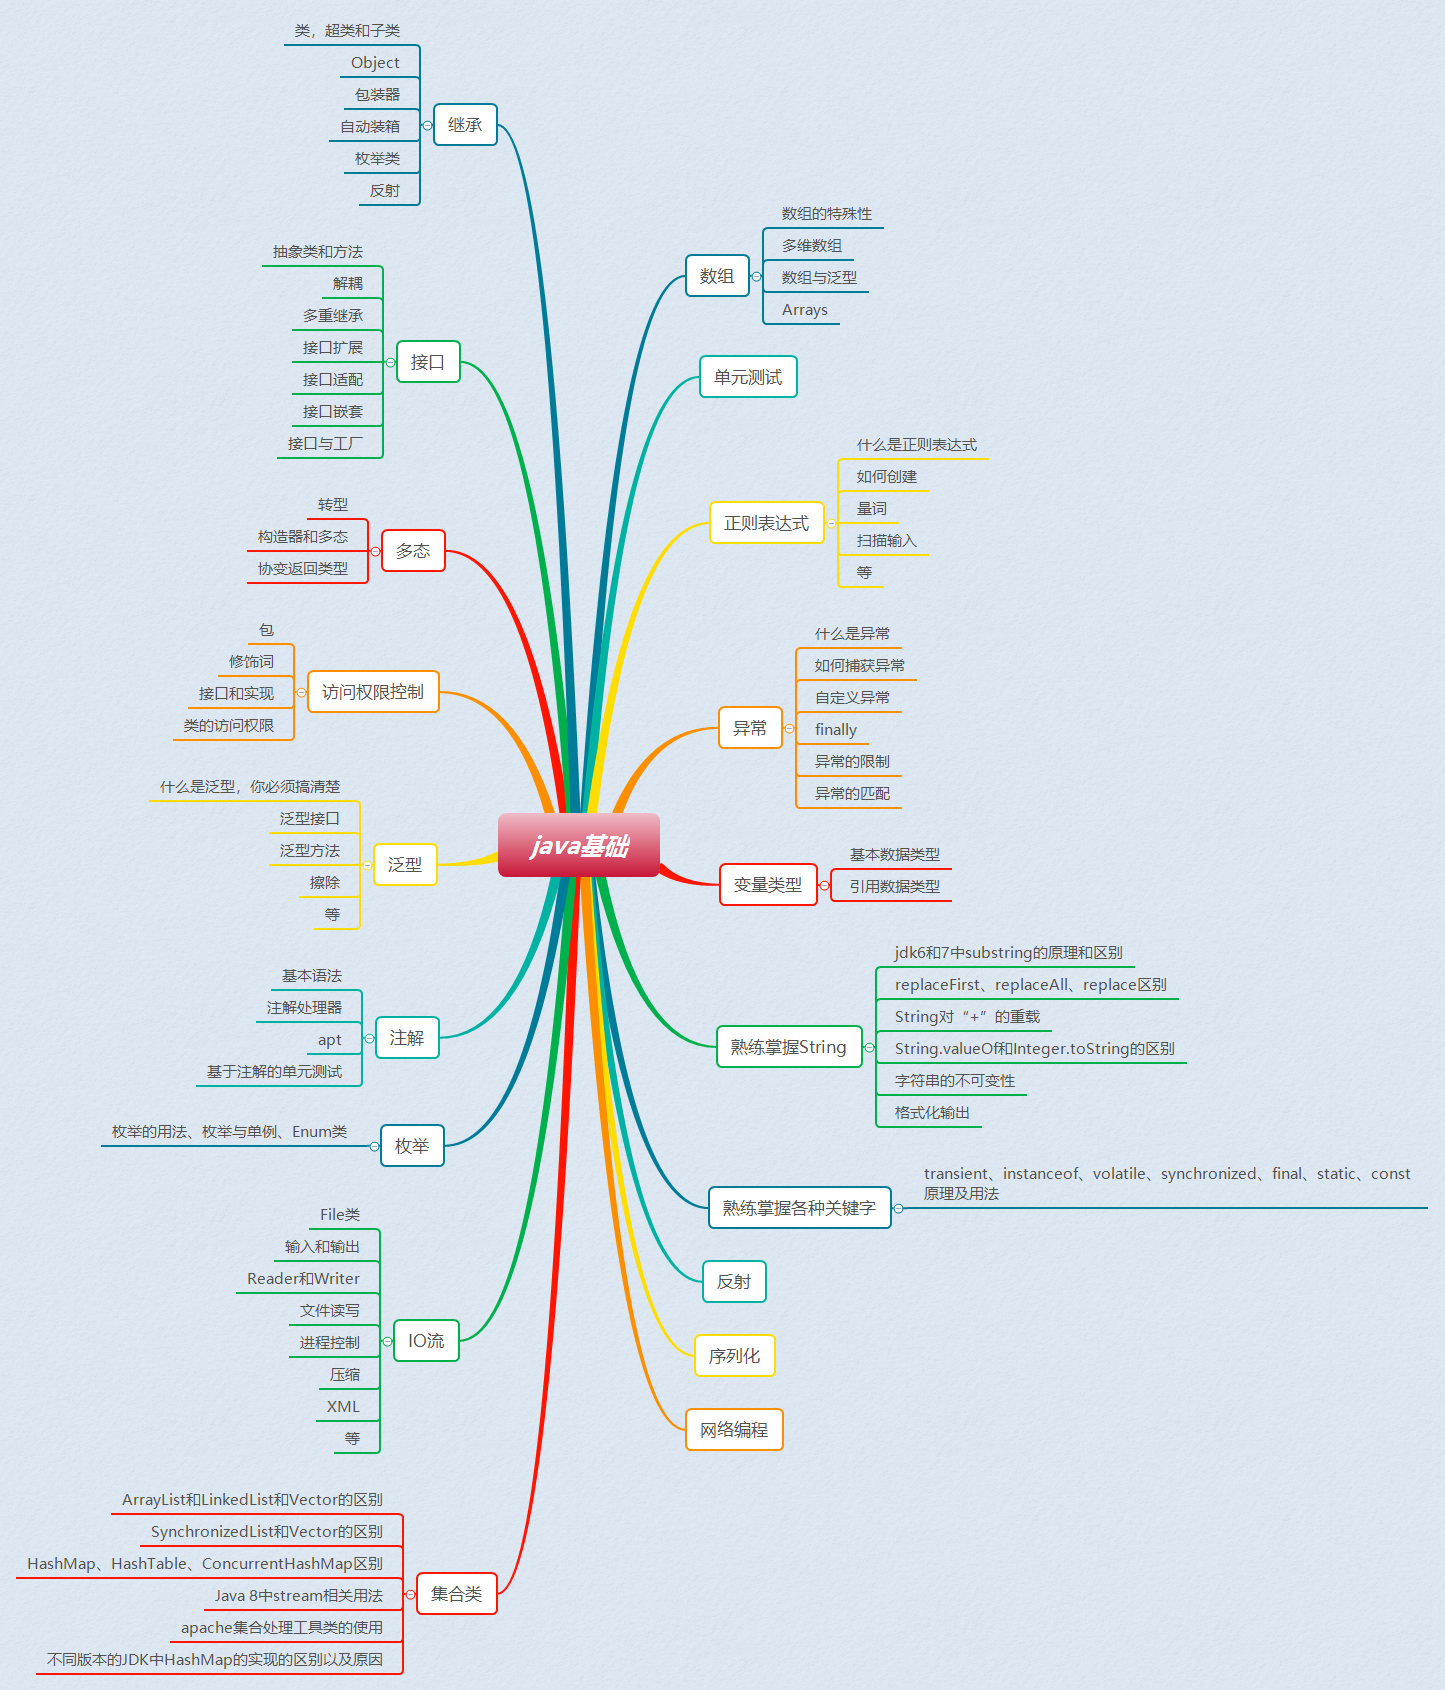 java基础
继承
类，超类和子类
Object
包装器
自动装箱
枚举类
反射
接口
抽象类和方法
解耦
多重继承
接口扩展
接口适配
接口嵌套
接口与工厂
多态
转型
构造器和多态
协变返回类型
访问权限控制
包
修饰词
接口和实现
类的访问权限
泛型
什么是泛型，你必须搞清楚
泛型接口
泛型方法
擦除
等
注解
基本语法
注解处理器
apt
基于注解的单元测试
枚举
枚举的用法、枚举与单例、Enum类
IO流
File类
输入和输出
Reader和Writer
文件读写
进程控制
压缩
XML
等
集合类
ArrayList和LinkedList和Vector的区别
SynchronizedList和Vector的区别
HashMap、HashTable、ConcurrentHashMap区别
Java 8中stream相关用法
apache集合处理工具类的使用
不同版本的JDK中HashMap的实现的区别以及原因
数组
数组的特殊性
多维数组
数组与泛型
Arrays
单元测试
正则表达式
什么是正则表达式
如何创建
量词
扫描输入
等
异常
什么是异常
如何捕获异常
自定义异常
finally
异常的限制
异常的匹配
变量类型
基本数据类型
引用数据类型
熟练掌握String
jdk6和7中substring的原理和区别
replaceFirst、replaceAll、replace区别
String对“+”的重载
String.valueOf和Integer.toString的区别
字符串的不可变性
格式化输出
熟练掌握各种关键字
transient、instanceof、volatile、synchronized、final、static、const
原理及用法
反射
序列化
网络编程